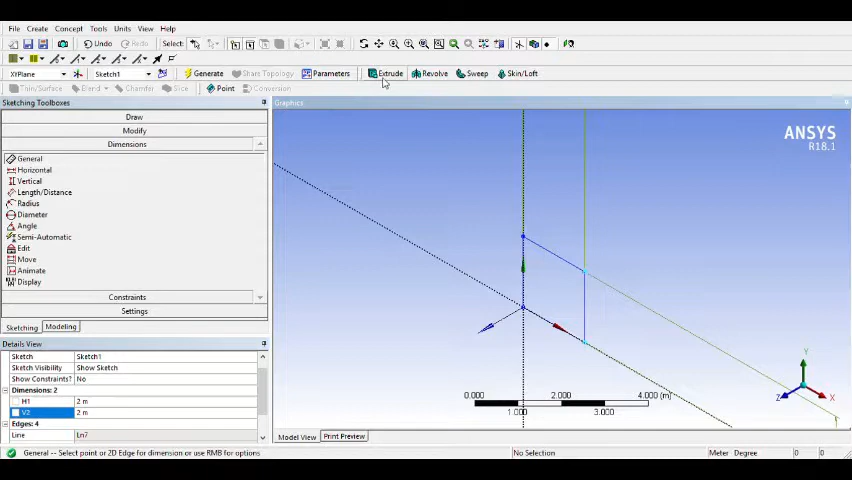 File Create Concept Tools Units View Help
Undo Redo Select:
XYPlane Sketch1 Generate Share Topology Parameters Extrude Revolve Sweep Skin/Loft
Thin/Surface Blend Chamfer Slice Point Conversion
Sketching Toolboxes
Draw
Modify
Dimensions
General
Horizontal
Vertical
Length/Distance
Radius
Diameter
Angle
Semi-Automatic
Edit
Move
Animate
Display
Constraints
Settings
Sketching Modeling
Details View
Sketch Sketch1
Sketch Visibility Show Sketch
Show Constraints? No
Dimensions: 2
H1 2 m
V2 2 m
Edges: 4
Line Ln7
Graphics
ANSYS
R18.1
0.000 2.000 4.000 (m)
1.000 3.000
Y
Z X
Model View Print Preview
General -- Select point or 2D Edge for dimension or use RMB for options No Selection Meter Degree 0 0